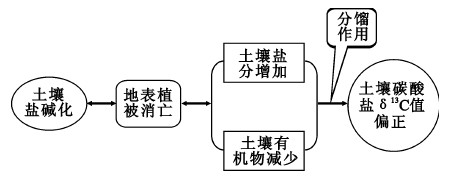 分馏
作用
土壤
盐碱化
地表植
被消亡
土壤盐
分增加
土壤有
机物减少
土壤碳酸
盐 δ ¹³C值
偏正